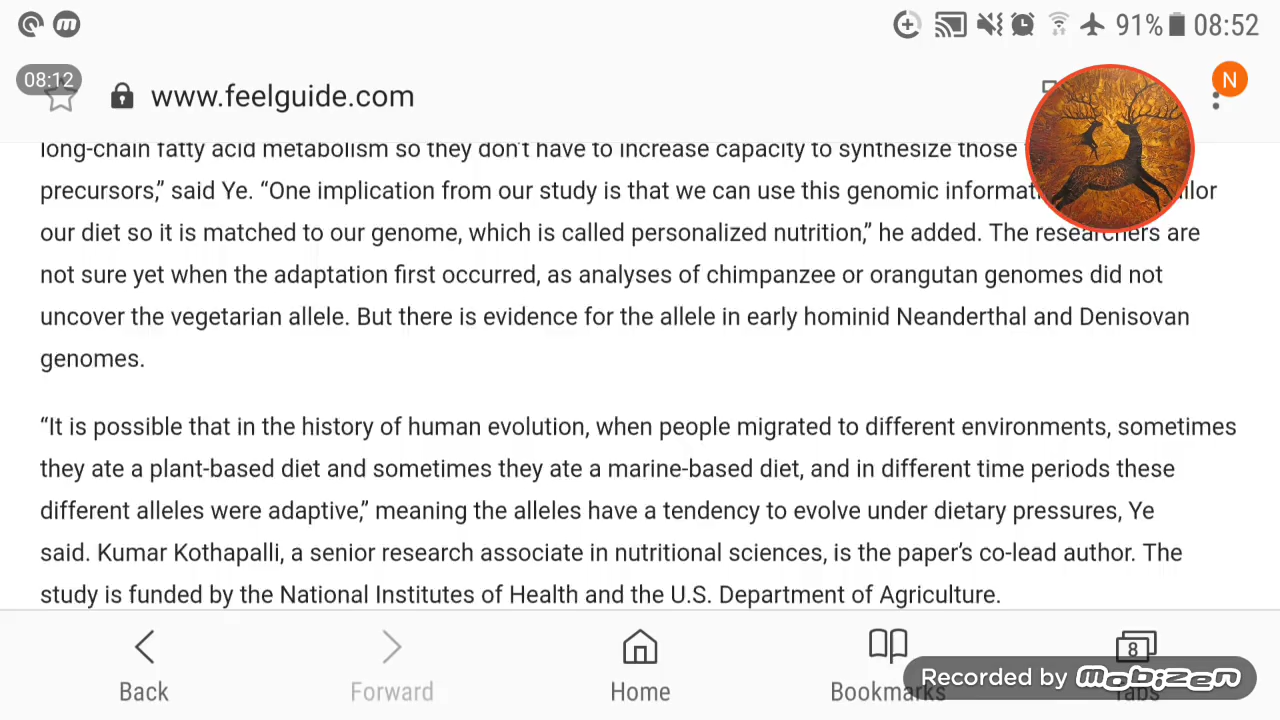 91% 08:52
08:12
www.feelguide.com
N
long-chain fatty acid metabolism so they don't have to increase capacity to synthesize those
precursors,” said Ye. “One implication from our study is that we can use this genomic
our diet so it is matched to our genome, which is called personalized nutrition,” he added. The researchers are
not sure yet when the adaptation first occurred, as analyses of chimpanzee or orangutan genomes did not
uncover the vegetarian allele. But there is evidence for the allele in early hominid Neanderthal and Denisovan
genomes.
“It is possible that in the history of human evolution, when people migrated to different environments, sometimes
they ate a plant-based diet and sometimes they ate a marine-based diet, and in different time periods these
different alleles were adaptive,” meaning the alleles have a tendency to evolve under dietary pressures, Ye
said. Kumar Kothapalli, a senior research associate in nutritional sciences, is the paper's co-lead author. The
study is funded by the National Institutes of Health and the U.S. Department of Agriculture.
8
Back Forward Home Bookmarks Tabs
Recorded by mobizen